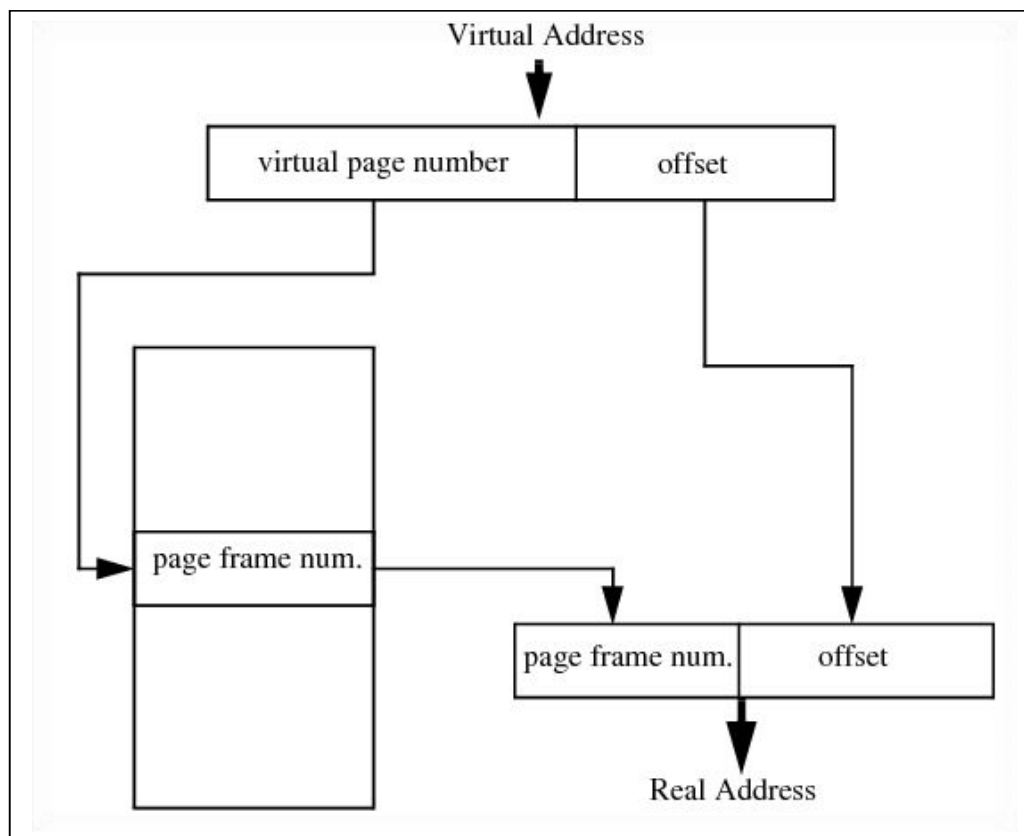 Virtual Address
virtual page number
offset
page frame num.
page frame num.
offset
Real Address